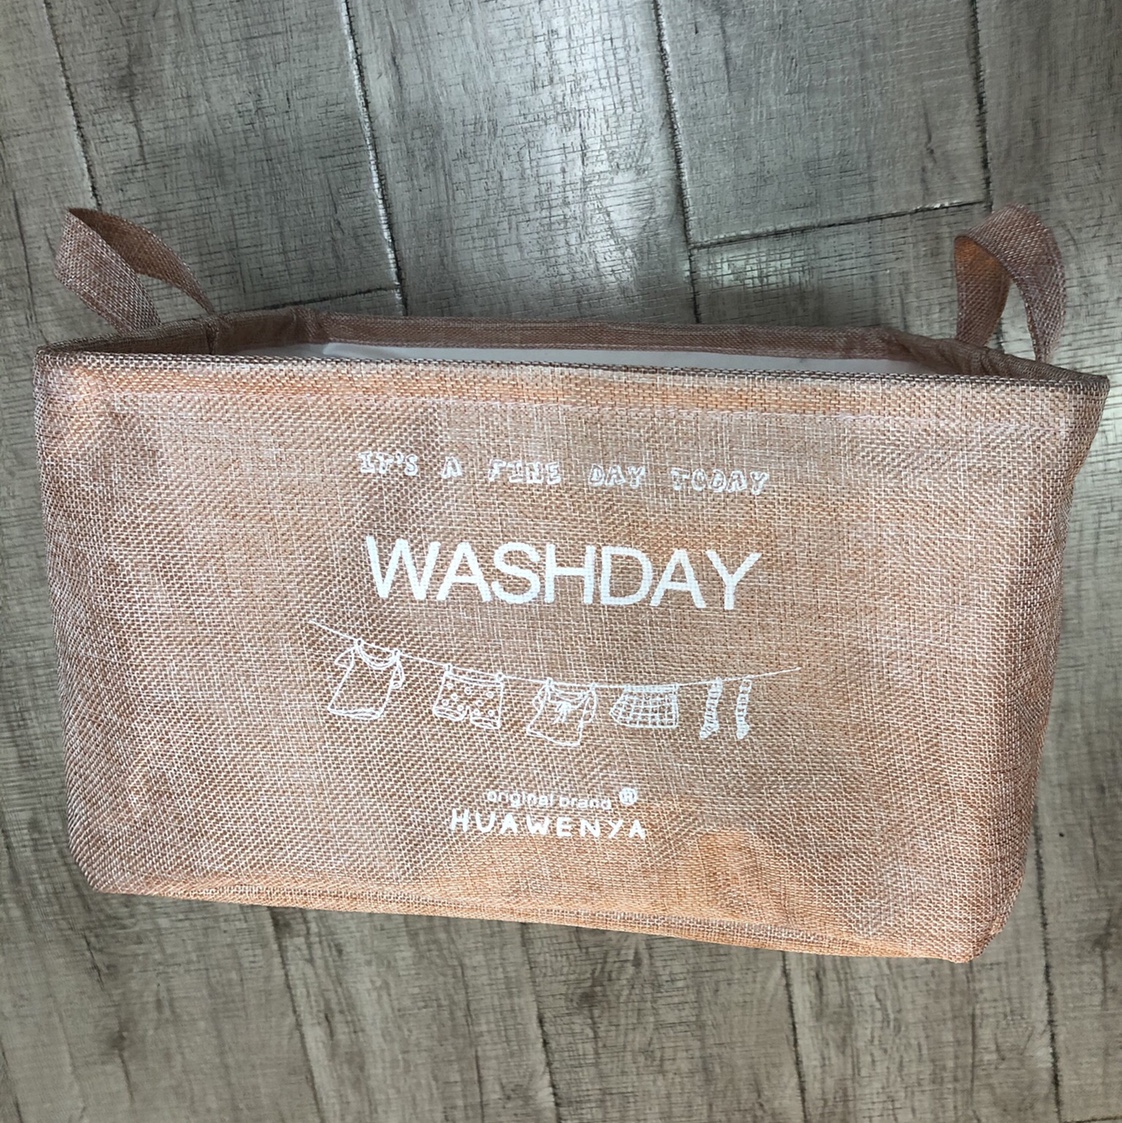 IT'S A FINE DAY TODAY
WASHDAY
original brand ®
HUAWENYA